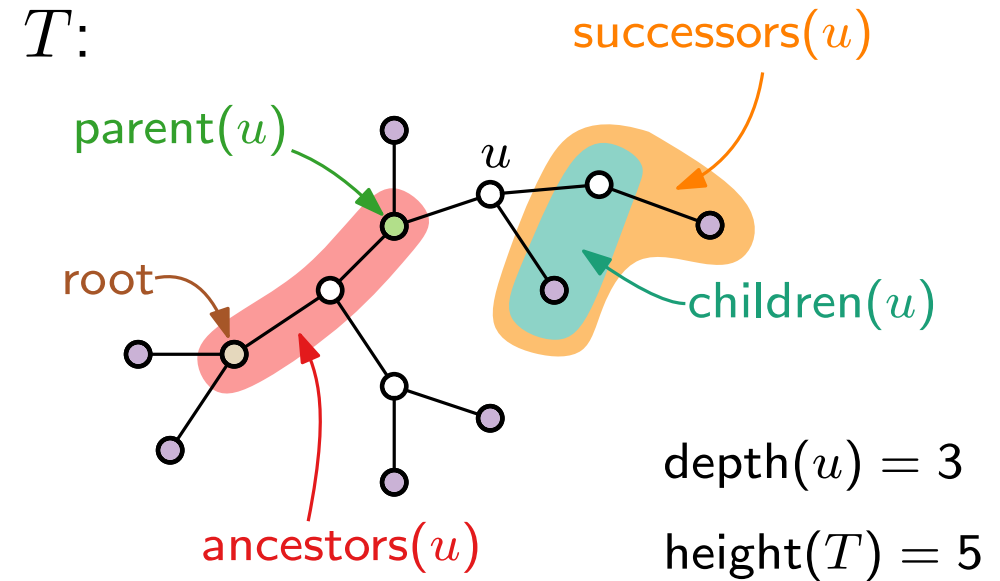 T:
successors(u)
parent(u)
u
root
children(u)
depth(u) = 3
ancestors(u)
height(T) = 5